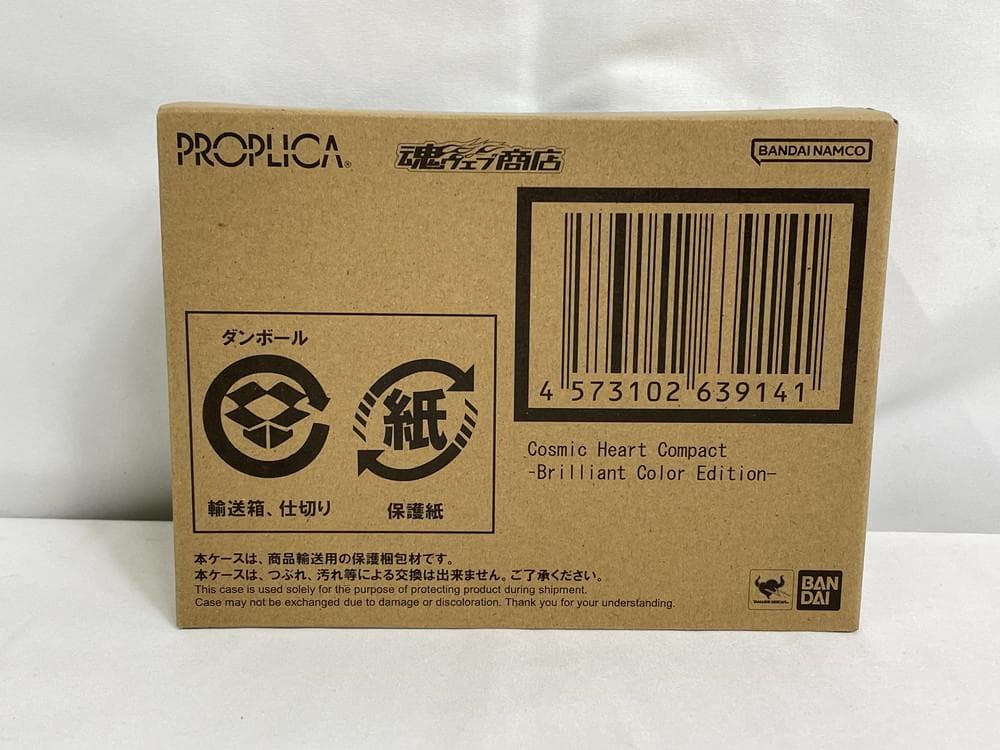 PROPLICA®
魂ウェブ商店
BANDAI NAMCO
4 573102 639141
Cosmic Heart Compact
-Brilliant Color Edition-
ダンボール
紙
輸送箱、仕切り
保護紙
本ケースは、商品輸送用の保護梱包材です。
本ケースは、つぶれ、汚れ等による交換は出来ません。ご了承ください。
This case is used solely for the purpose of protecting product during shipment.
Case may not be exchanged due to damage or discoloration. Thank you for your understanding.
BAN
DAI